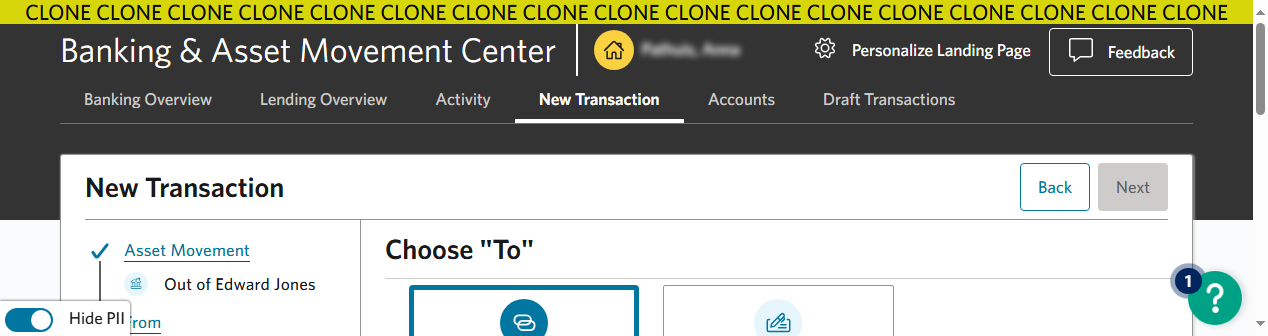 CLONE CLONE CLONE CLONE CLONE CLONE CLONE CLONE CLONE CLONE CLONE CLONE CLONE CLONE CLONE CLONE CLONE
Banking & Asset Movement Center
Personalize Landing Page
Feedback
Banking Overview
Lending Overview
Activity
New Transaction
Accounts
Draft Transactions
New Transaction
Back
Next
Asset Movement
Choose "To"
Out of Edward Jones
1
?
Hide PII